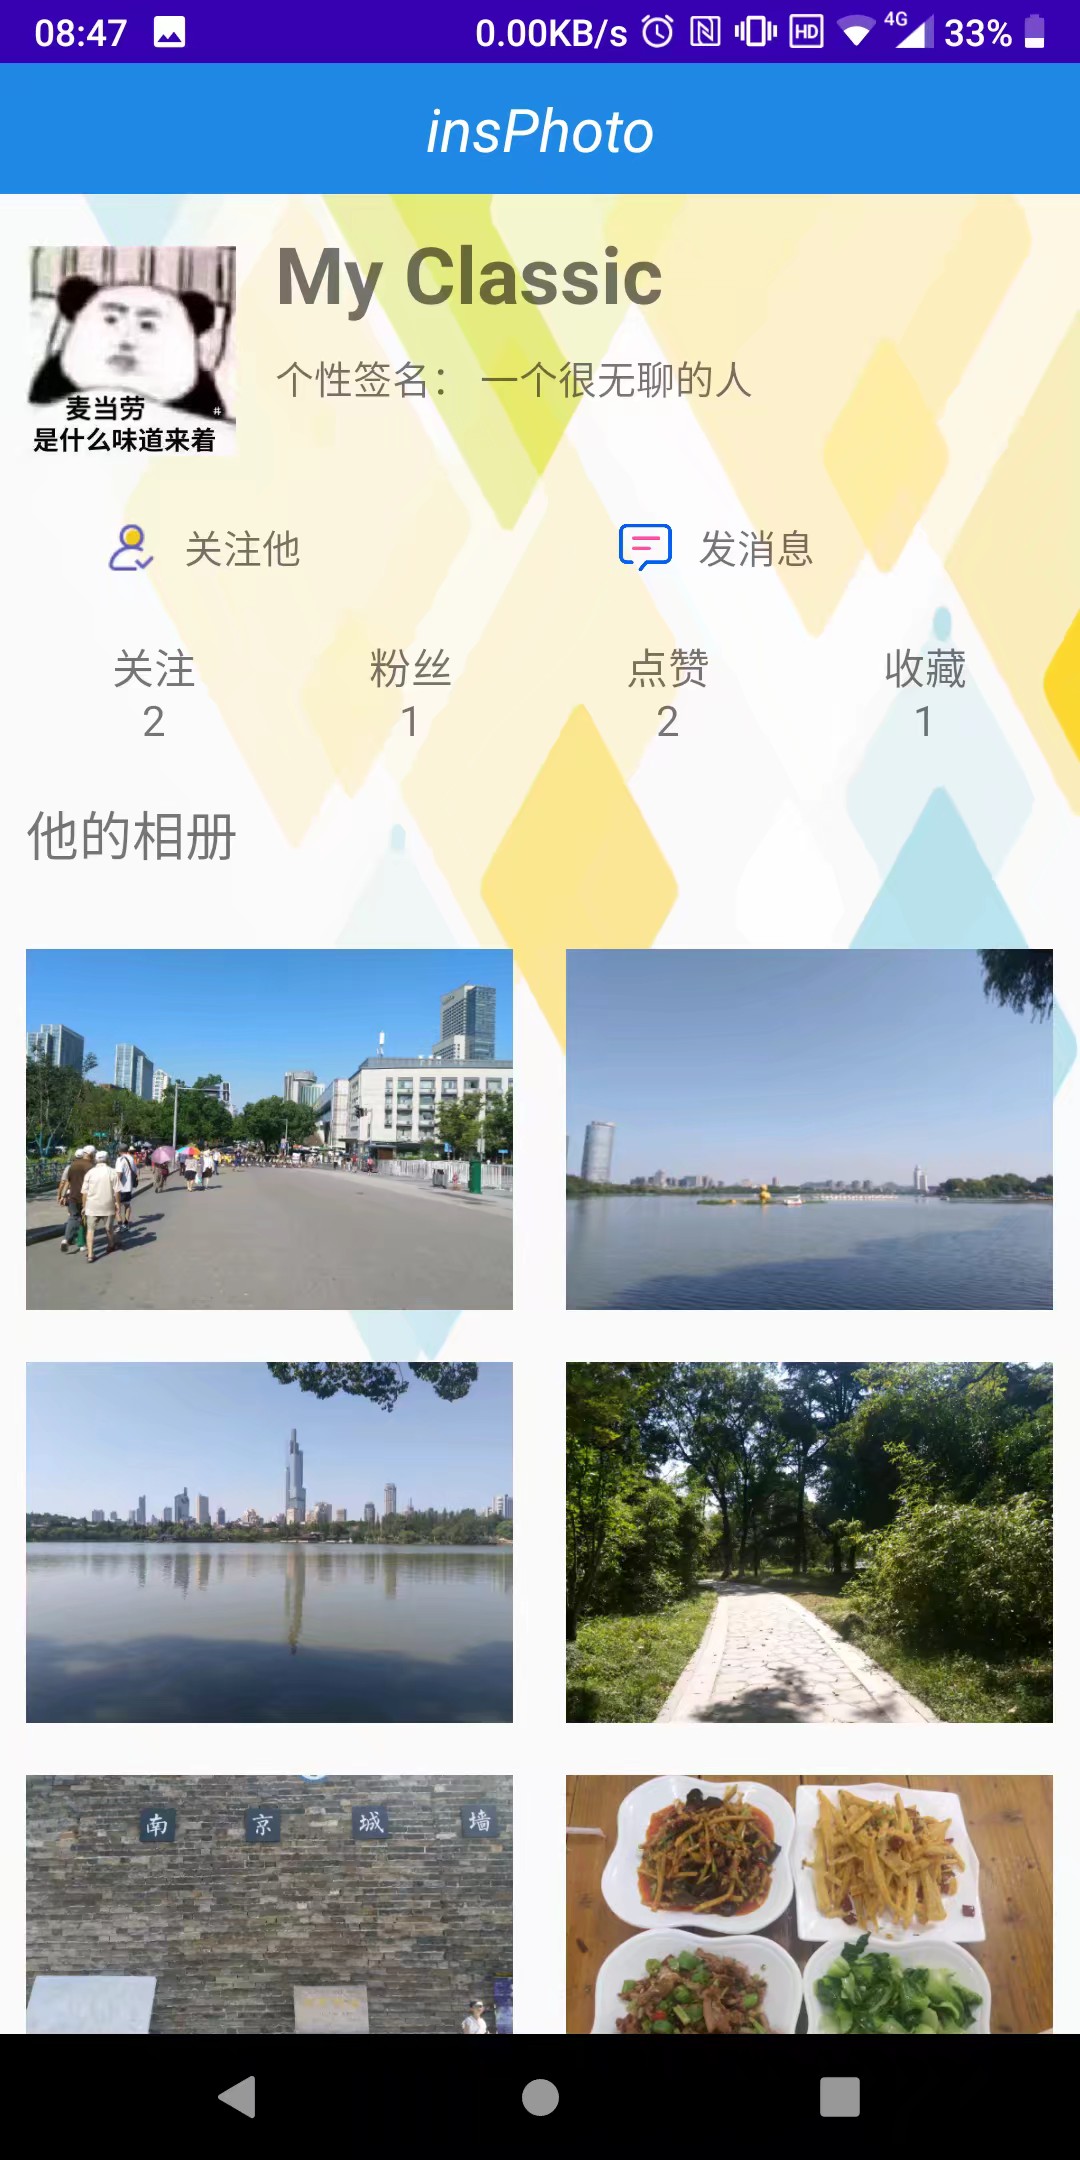 08:47 0.00KB/s HD 4G 33%
insPhoto
My Classic
个性签名： 一个很无聊的人
麦当劳
#
是什么味道来着
关注他 发消息
关注 粉丝 点赞 收藏
2 1 2 1
他的相册
南京城墙